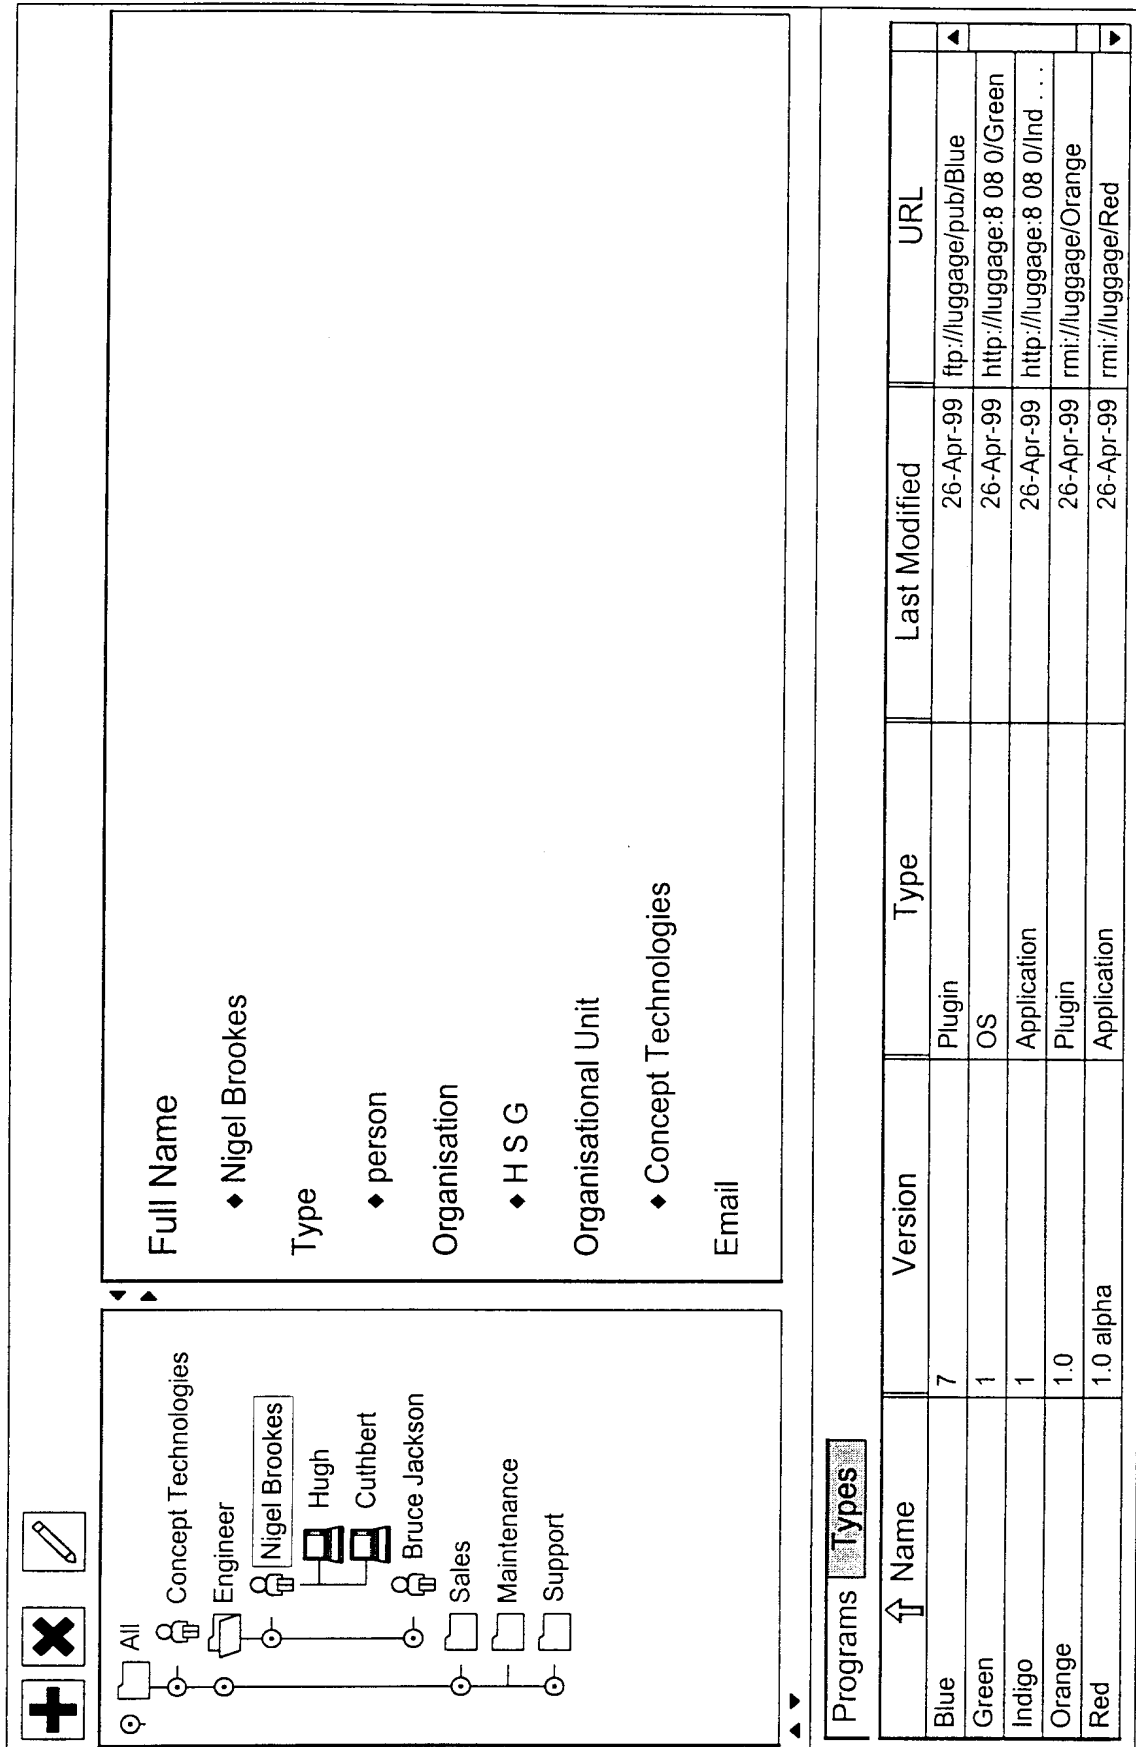 All
Concept Technologies
Engineer
Nigel Brookes
Hugh
Cuthbert
Bruce Jackson
Sales
Maintenance
Support
Full Name
♦ Nigel Brookes
Type
♦ person
Organisation
♦ H S G
Organisational Unit
♦ Concept Technologies
Email
Programs Types
⇧ Name Version Type Last Modified URL
Blue 7 Plugin 26-Apr-99 ftp://luggage/pub/Blue
Green 1 OS 26-Apr-99 http://luggage:8 08 0/Green
Indigo 1 Application 26-Apr-99 http://luggage:8 08 0/Ind ....
Orange 1.0 Plugin 26-Apr-99 rmi://luggage/Orange
Red 1.0 alpha Application 26-Apr-99 rmi://luggage/Red